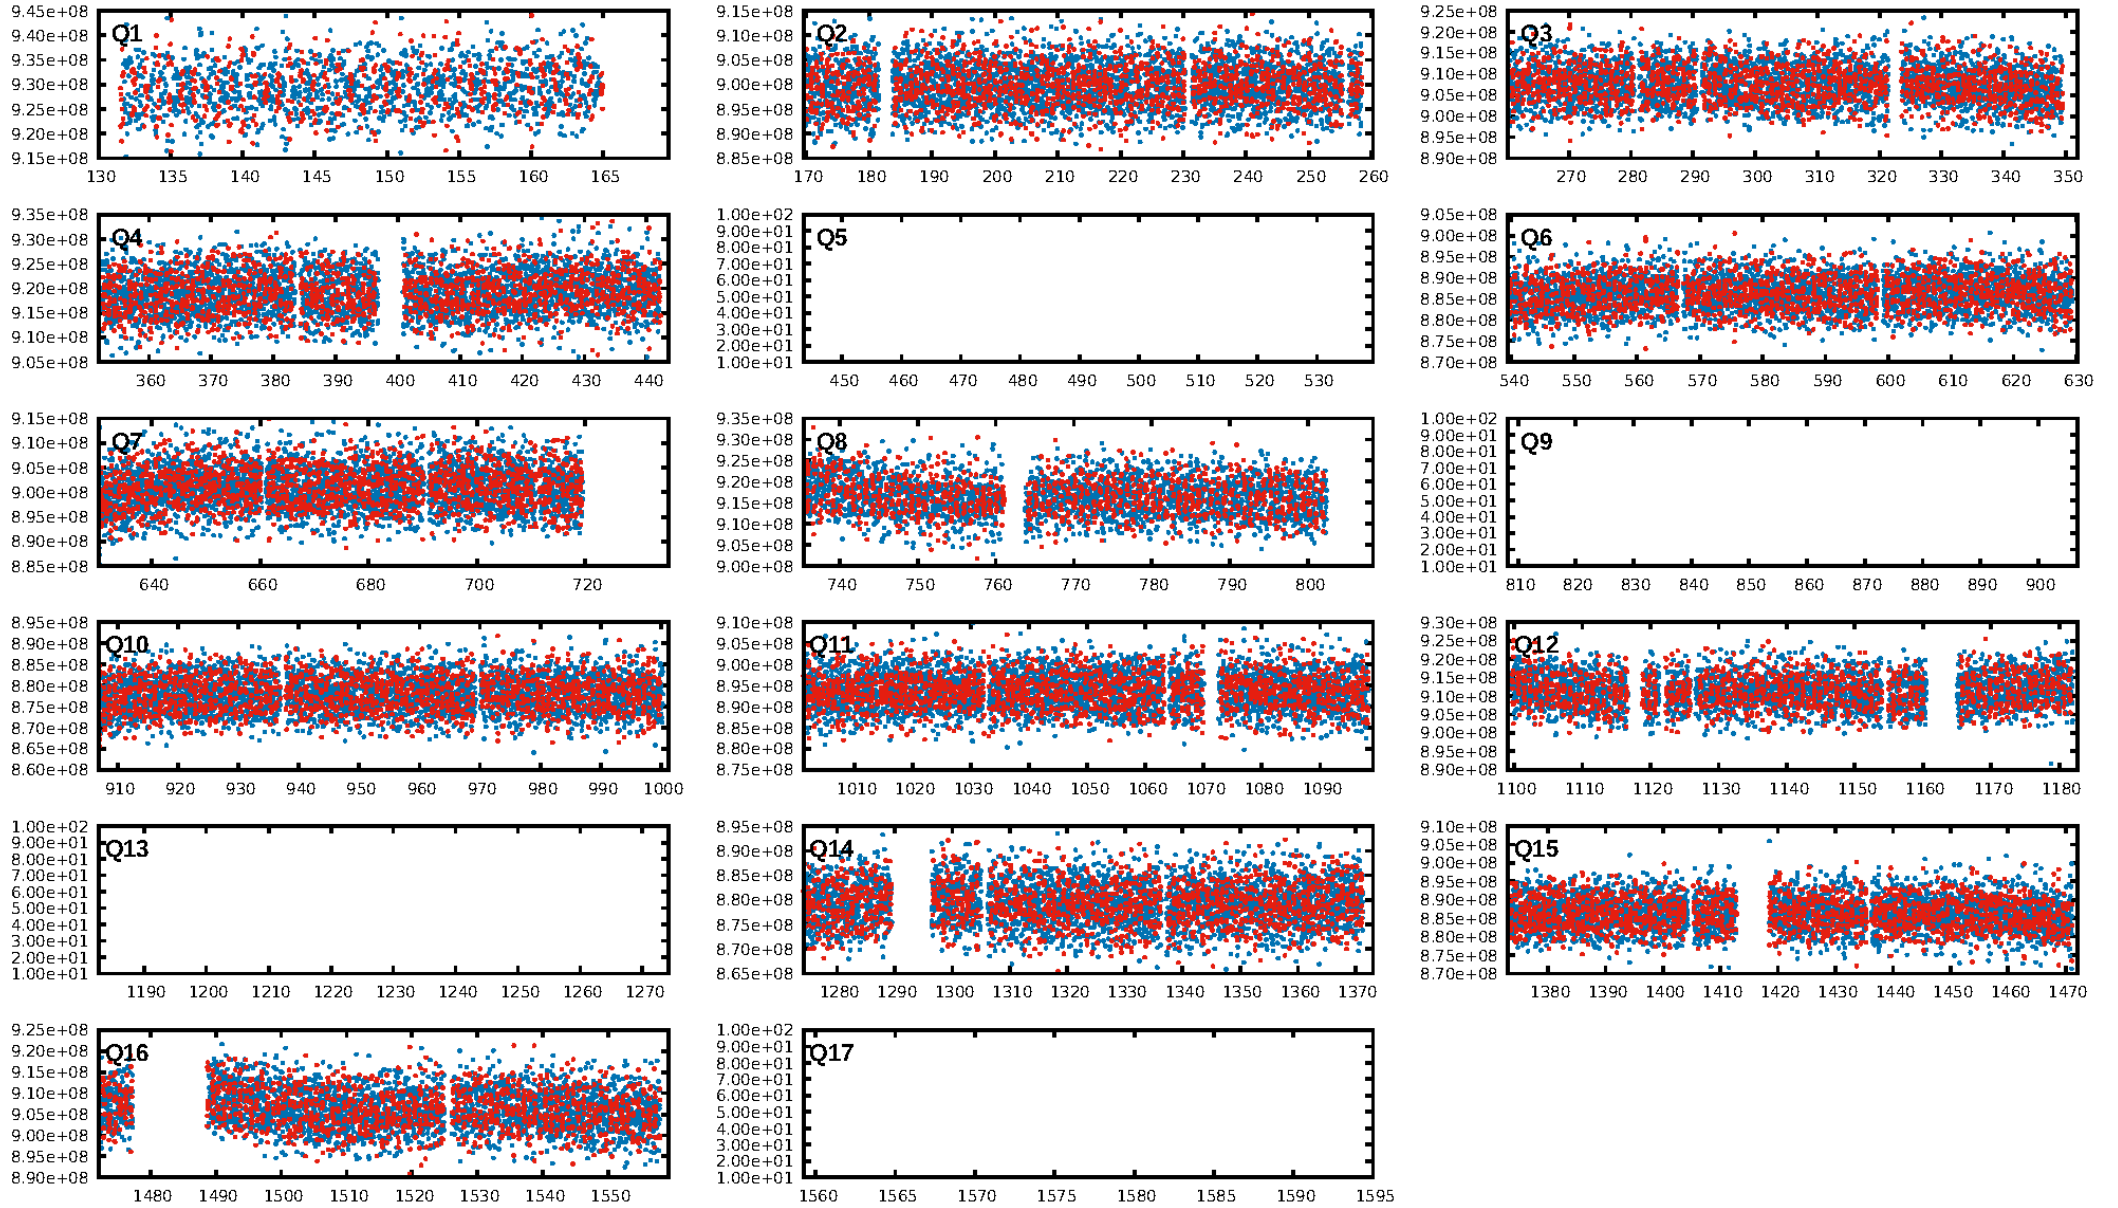 9.45e+08
9.40e+08
9.35e+08
9.30e+08
9.25e+08
9.20e+08
9.15e+08
Q1
130 135 140 145 150 155 160 165
9.15e+08
9.10e+08
9.05e+08
9.00e+08
8.95e+08
8.90e+08
8.85e+08
Q2
170 180 190 200 210 220 230 240 250 260
9.25e+08
9.20e+08
9.15e+08
9.10e+08
9.05e+08
9.00e+08
8.95e+08
8.90e+08
Q3
270 280 290 300 310 320 330 340 350
9.35e+08
9.30e+08
9.25e+08
9.20e+08
9.15e+08
9.10e+08
9.05e+08
Q4
360 370 380 390 400 410 420 430 440
1.00e+02
9.00e+01
8.00e+01
7.00e+01
6.00e+01
5.00e+01
4.00e+01
3.00e+01
2.00e+01
1.00e+01
Q5
450 460 470 480 490 500 510 520 530
9.05e+08
9.00e+08
8.95e+08
8.90e+08
8.85e+08
8.80e+08
8.75e+08
8.70e+08
Q6
540 550 560 570 580 590 600 610 620 630
9.15e+08
9.10e+08
9.05e+08
9.00e+08
8.95e+08
8.90e+08
8.85e+08
Q7
640 660 680 700 720
9.35e+08
9.30e+08
9.25e+08
9.20e+08
9.15e+08
9.10e+08
9.05e+08
9.00e+08
Q8
740 750 760 770 780 790 800
1.00e+02
9.00e+01
8.00e+01
7.00e+01
6.00e+01
5.00e+01
4.00e+01
3.00e+01
2.00e+01
1.00e+01
Q9
810 820 830 840 850 860 870 880 890 900
8.95e+08
8.90e+08
8.85e+08
8.80e+08
8.75e+08
8.70e+08
8.65e+08
8.60e+08
Q10
910 920 930 940 950 960 970 980 990 1000
9.10e+08
9.05e+08
9.00e+08
8.95e+08
8.90e+08
8.85e+08
8.80e+08
8.75e+08
Q11
1010 1020 1030 1040 1050 1060 1070 1080 1090
9.30e+08
9.25e+08
9.20e+08
9.15e+08
9.10e+08
9.05e+08
9.00e+08
8.95e+08
8.90e+08
Q12
1100 1110 1120 1130 1140 1150 1160 1170 1180
1.00e+02
9.00e+01
8.00e+01
7.00e+01
6.00e+01
5.00e+01
4.00e+01
3.00e+01
2.00e+01
1.00e+01
Q13
1190 1200 1210 1220 1230 1240 1250 1260 1270
8.95e+08
8.90e+08
8.85e+08
8.80e+08
8.75e+08
8.70e+08
8.65e+08
Q14
1280 1290 1300 1310 1320 1330 1340 1350 1360 1370
9.10e+08
9.05e+08
9.00e+08
8.95e+08
8.90e+08
8.85e+08
8.80e+08
8.75e+08
8.70e+08
Q15
1380 1390 1400 1410 1420 1430 1440 1450 1460 1470
9.25e+08
9.20e+08
9.15e+08
9.10e+08
9.05e+08
9.00e+08
8.95e+08
8.90e+08
Q16
1480 1490 1500 1510 1520 1530 1540 1550
1.00e+02
9.00e+01
8.00e+01
7.00e+01
6.00e+01
5.00e+01
4.00e+01
3.00e+01
2.00e+01
1.00e+01
Q17
1560 1565 1570 1575 1580 1585 1590 1595